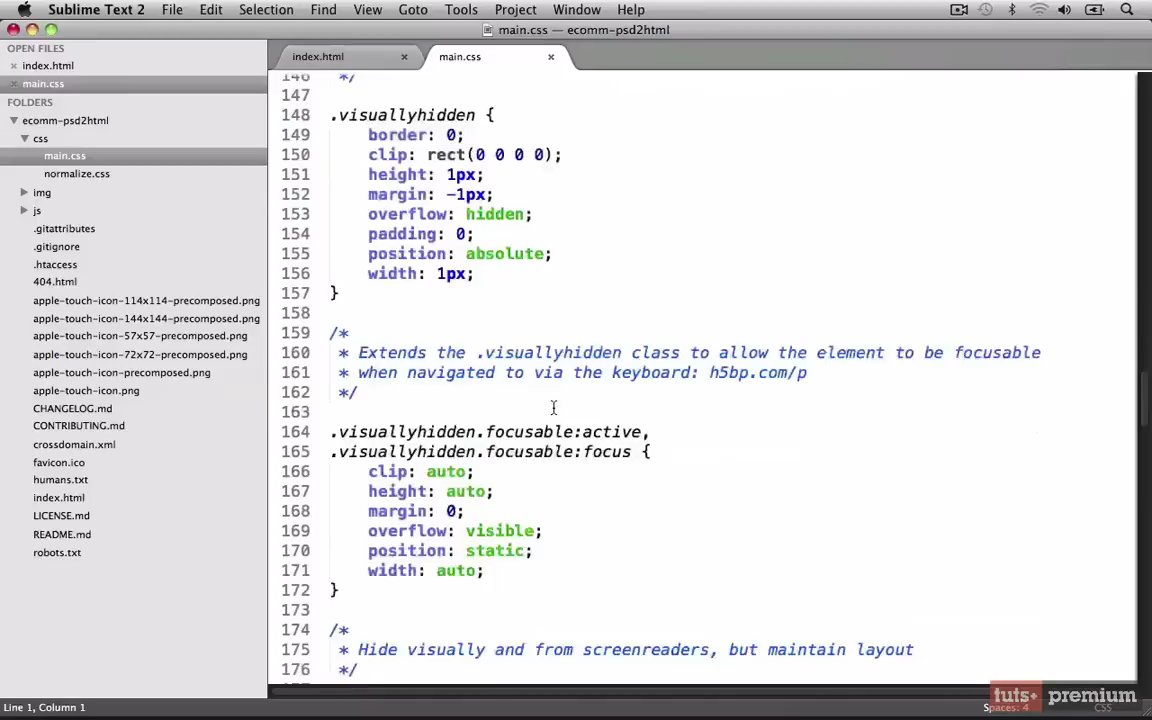 Sublime Text 2 File Edit Selection Find View Goto Tools Project Window Help
main.css — ecomm-psd2html
OPEN FILES
× index.html
× main.css
FOLDERS
ecomm-psd2html
css
main.css
normalize.css
img
js
.gitattributes
.gitignore
.htaccess
404.html
apple-touch-icon-114x114-precomposed.png
apple-touch-icon-144x144-precomposed.png
apple-touch-icon-57x57-precomposed.png
apple-touch-icon-72x72-precomposed.png
apple-touch-icon-precomposed.png
apple-touch-icon.png
CHANGELOG.md
CONTRIBUTING.md
crossdomain.xml
favicon.ico
humans.txt
index.html
LICENSE.md
README.md
robots.txt
index.html × main.css ×
146 */
147
148 .visuallyhidden {
149 border: 0;
150 clip: rect(0 0 0 0);
151 height: 1px;
152 margin: -1px;
153 overflow: hidden;
154 padding: 0;
155 position: absolute;
156 width: 1px;
157 }
158
159 /*
160 * Extends the .visuallyhidden class to allow the element to be focusable
161 * when navigated to via the keyboard: h5bp.com/p
162 */
163
164 .visuallyhidden.focusable:active,
165 .visuallyhidden.focusable:focus {
166 clip: auto;
167 height: auto;
168 margin: 0;
169 overflow: visible;
170 position: static;
171 width: auto;
172 }
173
174 /*
175 * Hide visually and from screenreaders, but maintain layout
176 */
tuts+ premium
Line 1, Column 1 Spaces: 4 CSS